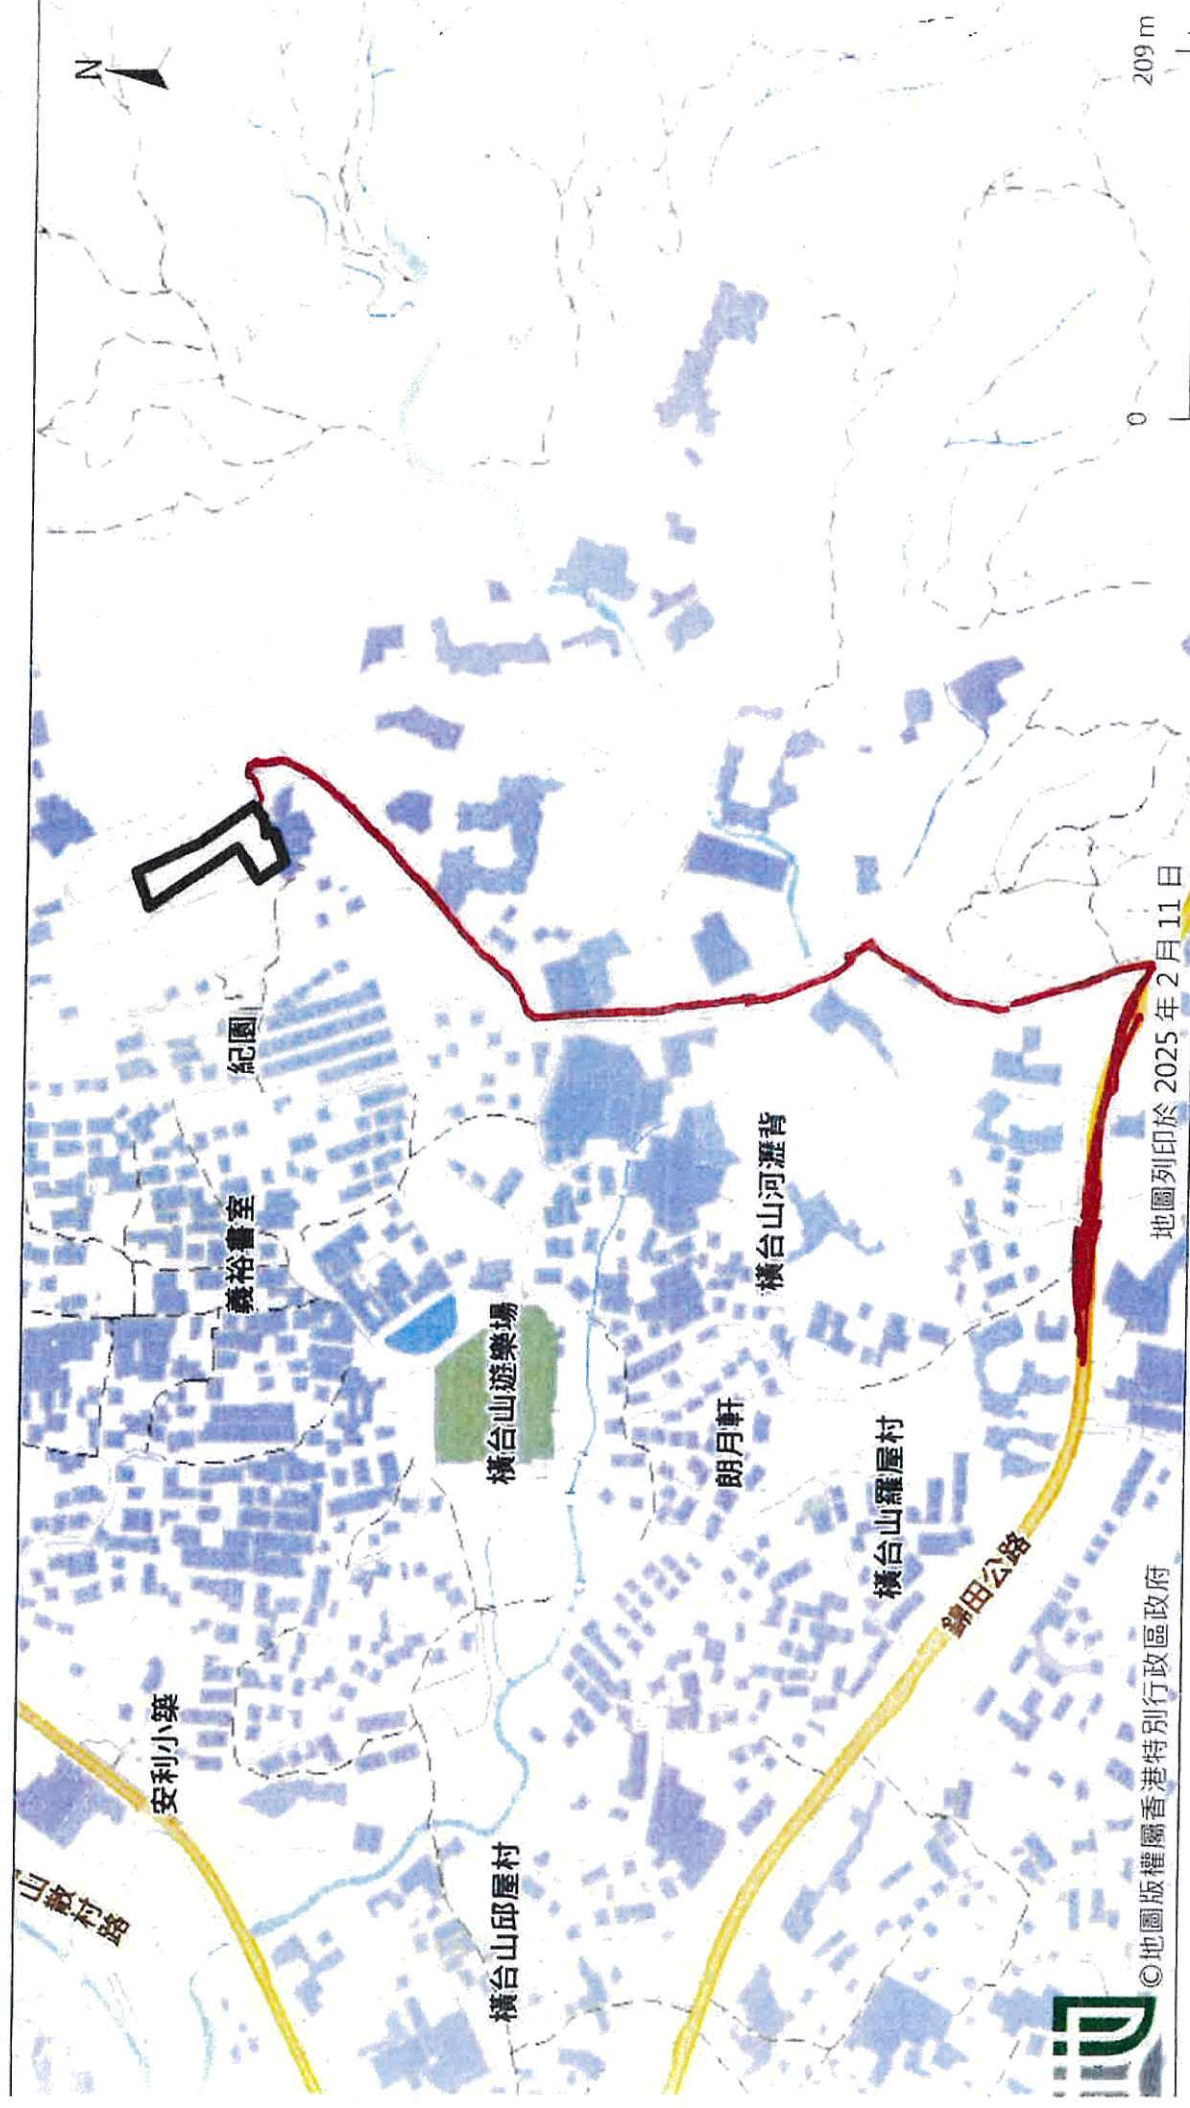 N
山敏村路
安利小築
義裕書室
紀園
橫台山遊樂場
橫台山邱屋村
朗月軒
橫台山河瀝背
橫台山羅屋村
錦田公路
©地圖版權屬香港特別行政區政府
地圖列印於 2025 年 2 月 11 日
0
209 m